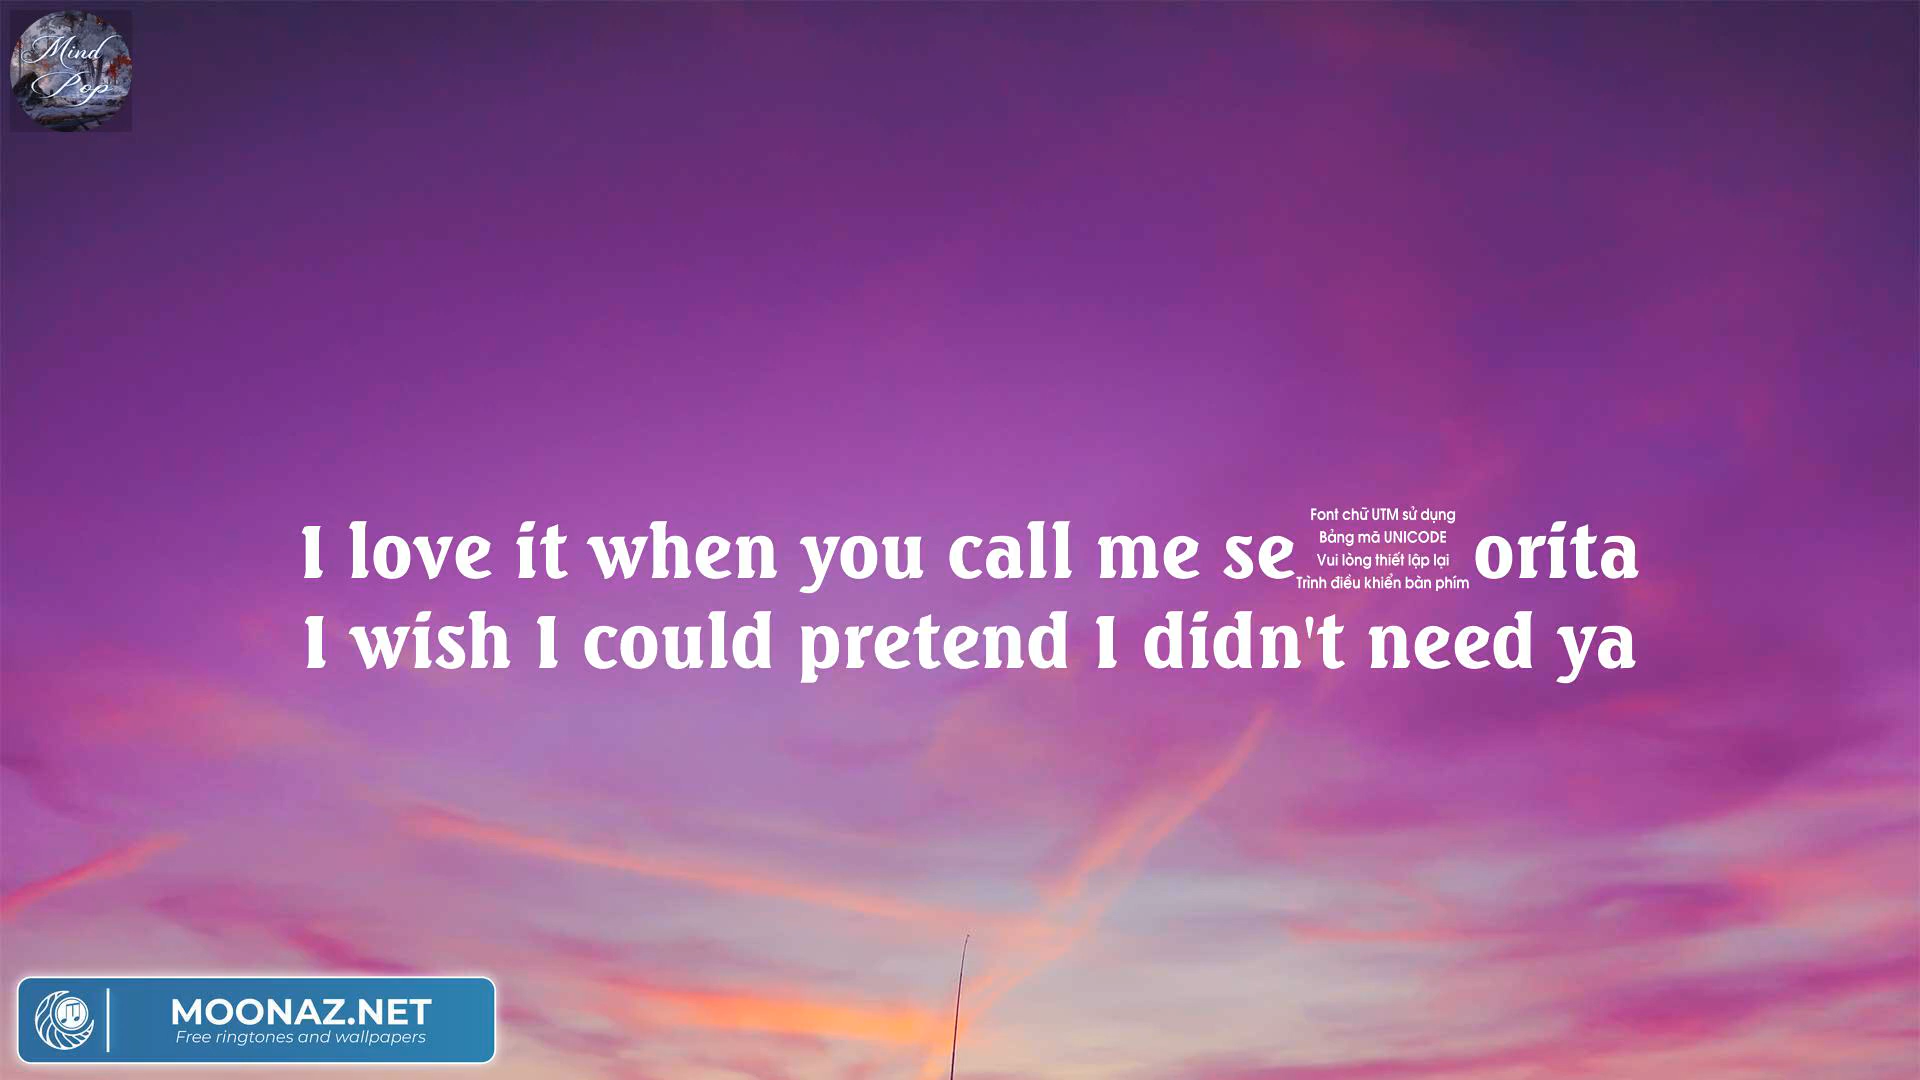 Mind
Pop
I love it when you call me se
Font chữ UTM sử dụng
Bảng mã UNICODE
Vui lòng thiết lập lại
Trình điều khiển bàn phím
orita
I wish I could pretend I didn't need ya
MOONAZ.NET
Free ringtones and wallpapers